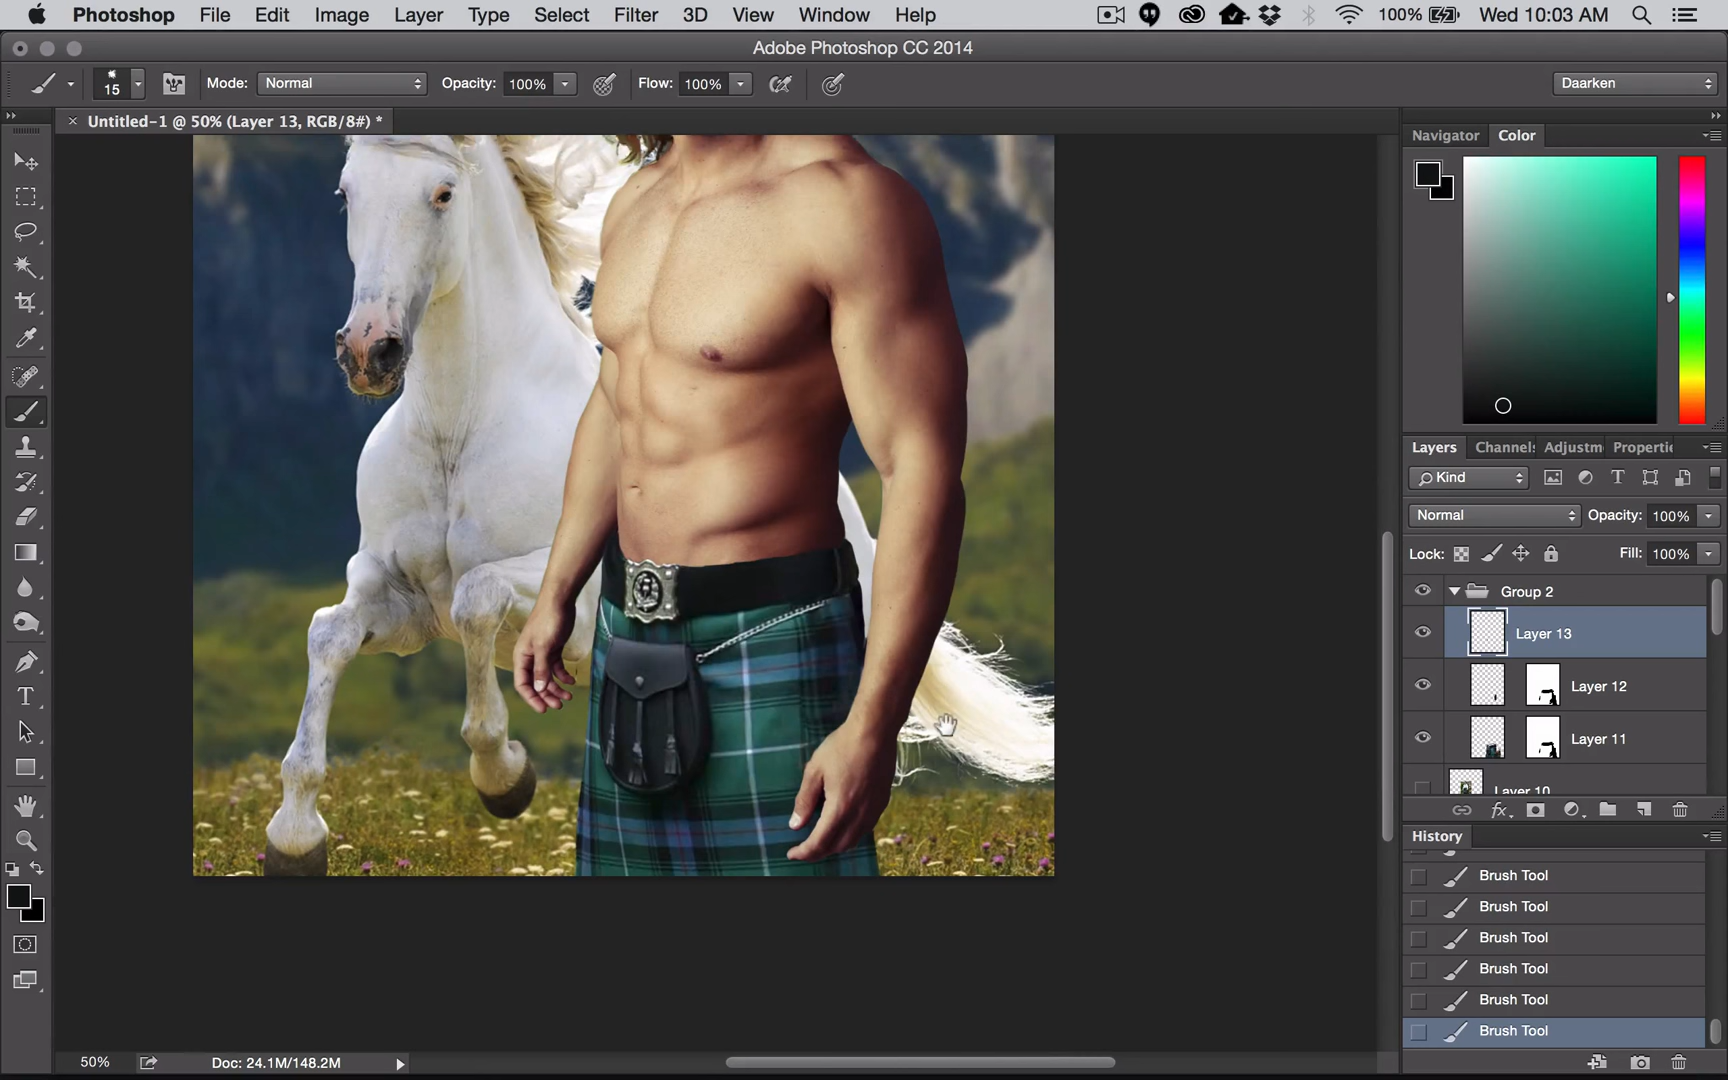 Photoshop File Edit Image Layer Type Select Filter 3D View Window Help 100% Wed 10:03 AM
Adobe Photoshop CC 2014
15 Mode: Normal Opacity: 100% Flow: 100% Daarken
× Untitled-1 @ 50% (Layer 13, RGB/8#) *
Navigator Color
Layers Channels Adjustm Properti
Kind
Normal Opacity: 100%
Lock: Fill: 100%
Group 2
Layer 13
Layer 12
Layer 11
Layer 10
History
Brush Tool
Brush Tool
Brush Tool
Brush Tool
Brush Tool
Brush Tool
50% Doc: 24.1M/148.2M